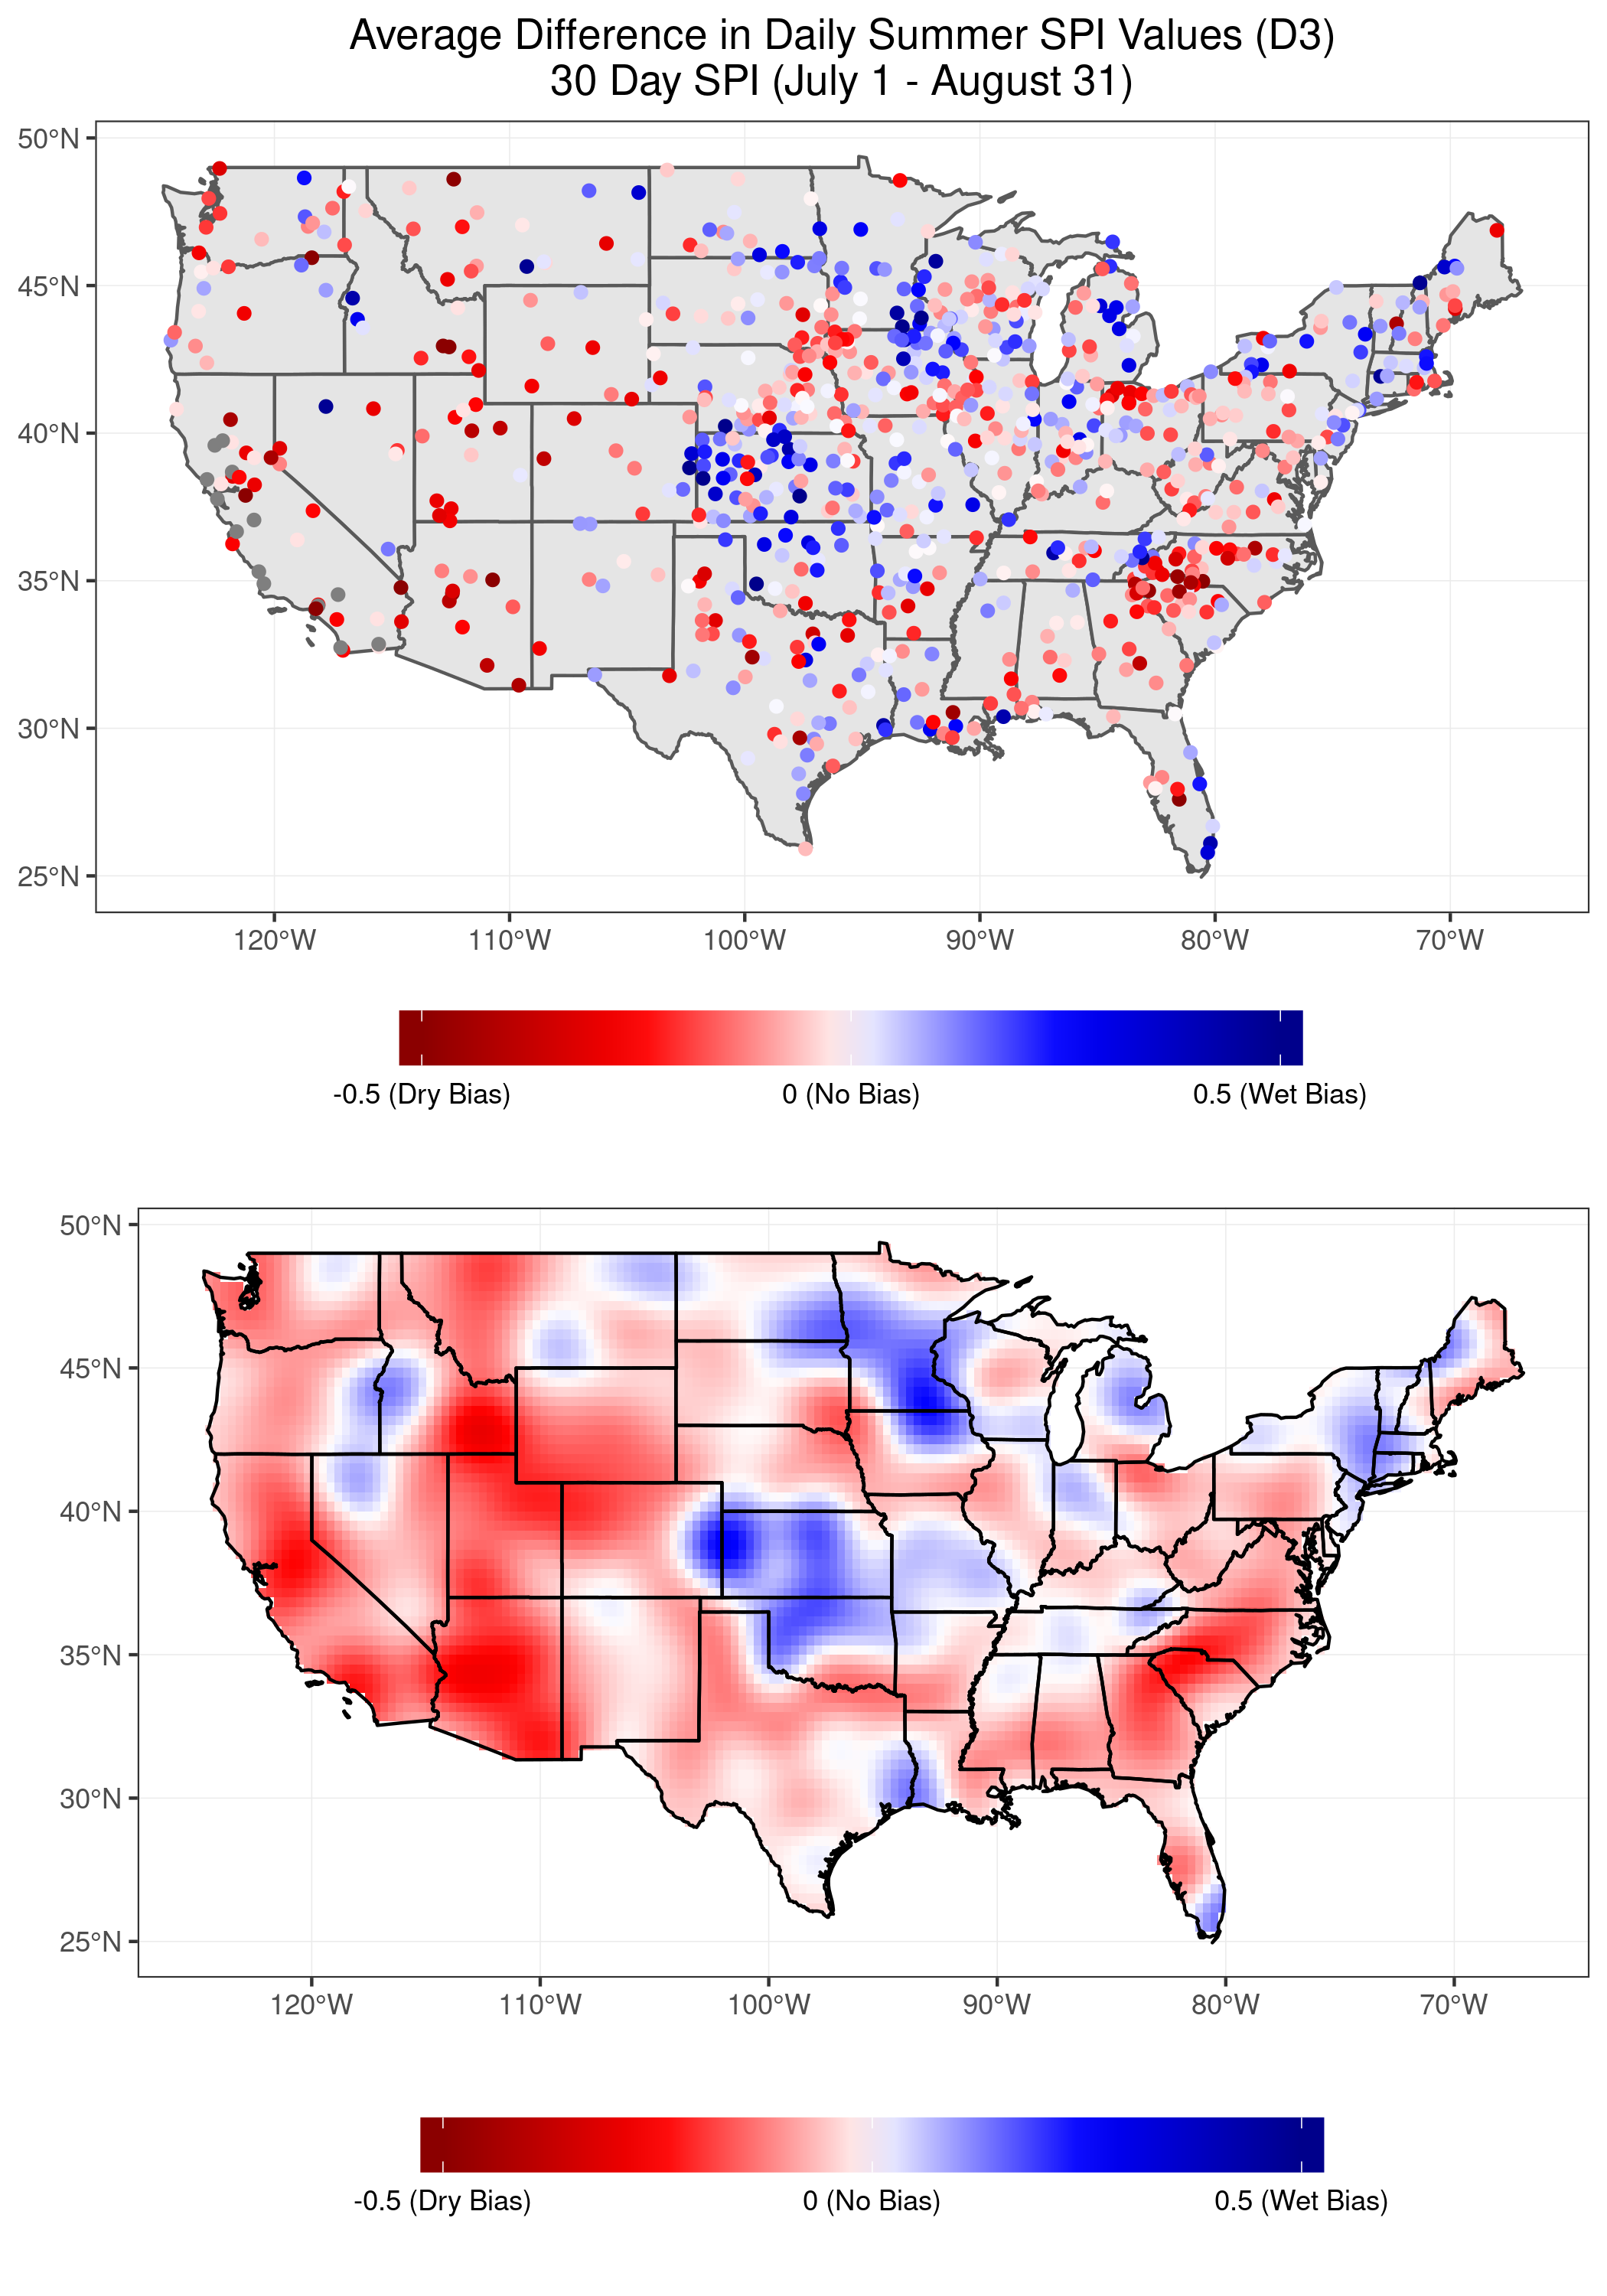 Average Difference in Daily Summer SPI Values (D3)
30 Day SPI (July 1 - August 31)
50°N
45°N
40°N
35°N
30°N
25°N
120°W 110°W 100°W 90°W 80°W 70°W
-0.5 (Dry Bias) 0 (No Bias) 0.5 (Wet Bias)
50°N
45°N
40°N
35°N
30°N
25°N
120°W 110°W 100°W 90°W 80°W 70°W
-0.5 (Dry Bias) 0 (No Bias) 0.5 (Wet Bias)